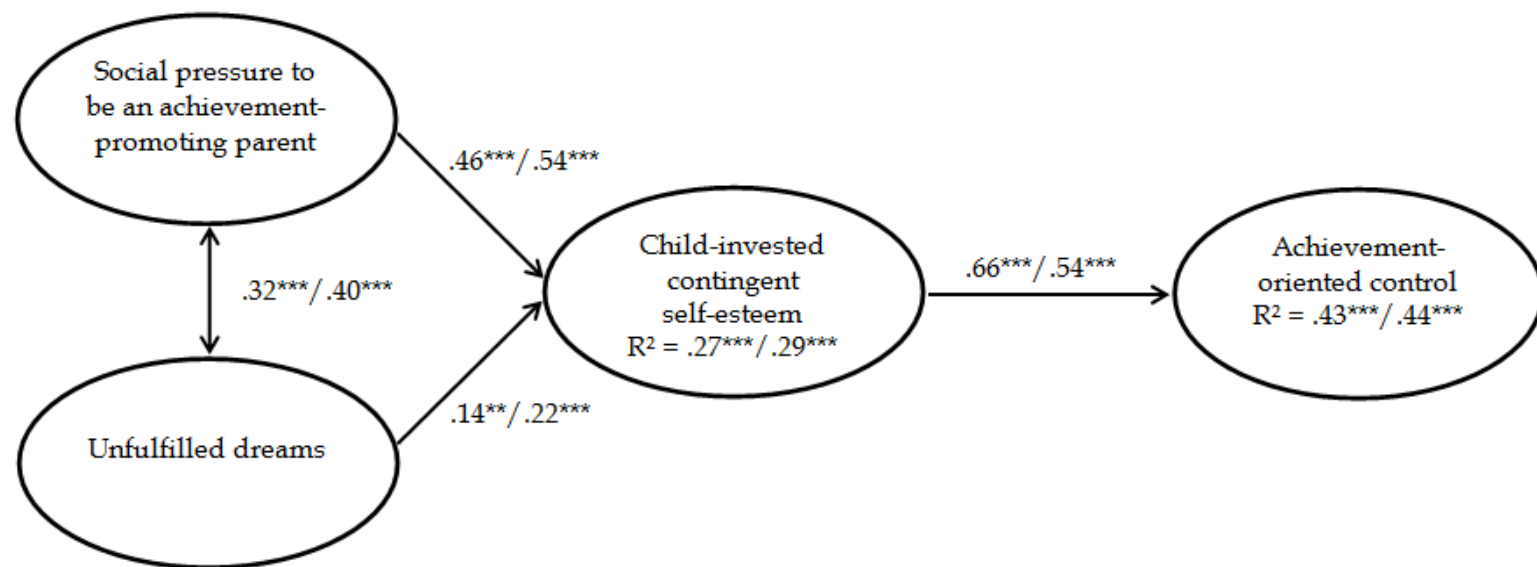 Social pressure to
be an achievement-
promoting parent
.46***/.54***
.32***/.40***
Child-invested
contingent
self-esteem
R² = .27***/.29***
.66***/.54***
Achievement-
oriented control
R² = .43***/.44***
.14**/.22***
Unfulfilled dreams